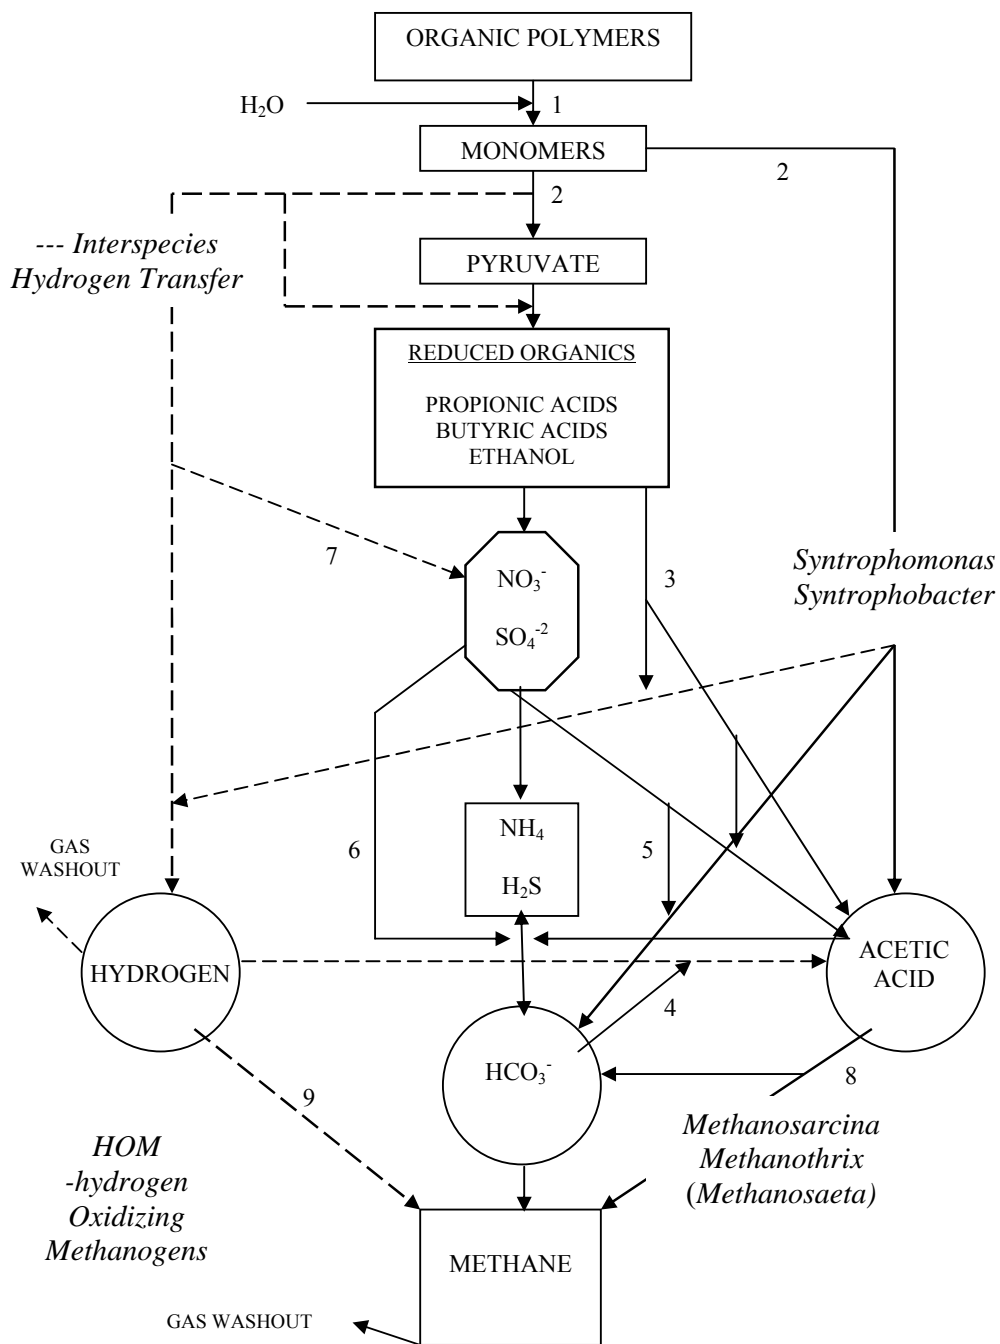 ORGANIC POLYMERS
H₂O
1
MONOMERS
2
2
--- Interspecies
Hydrogen Transfer
PYRUVATE
REDUCED ORGANICS
PROPIONIC ACIDS
BUTYRIC ACIDS
ETHANOL
7
NO₃⁻
SO₄⁻²
3
Syntrophomonas
Syntrophobacter
GAS
WASHOUT
6
NH₄
H₂S
5
HYDROGEN
ACETIC
ACID
4
HCO₃⁻
8
9
HOM
-hydrogen
Oxidizing
Methanogens
Methanosarcina
Methanothrix
(Methanosaeta)
METHANE
GAS WASHOUT